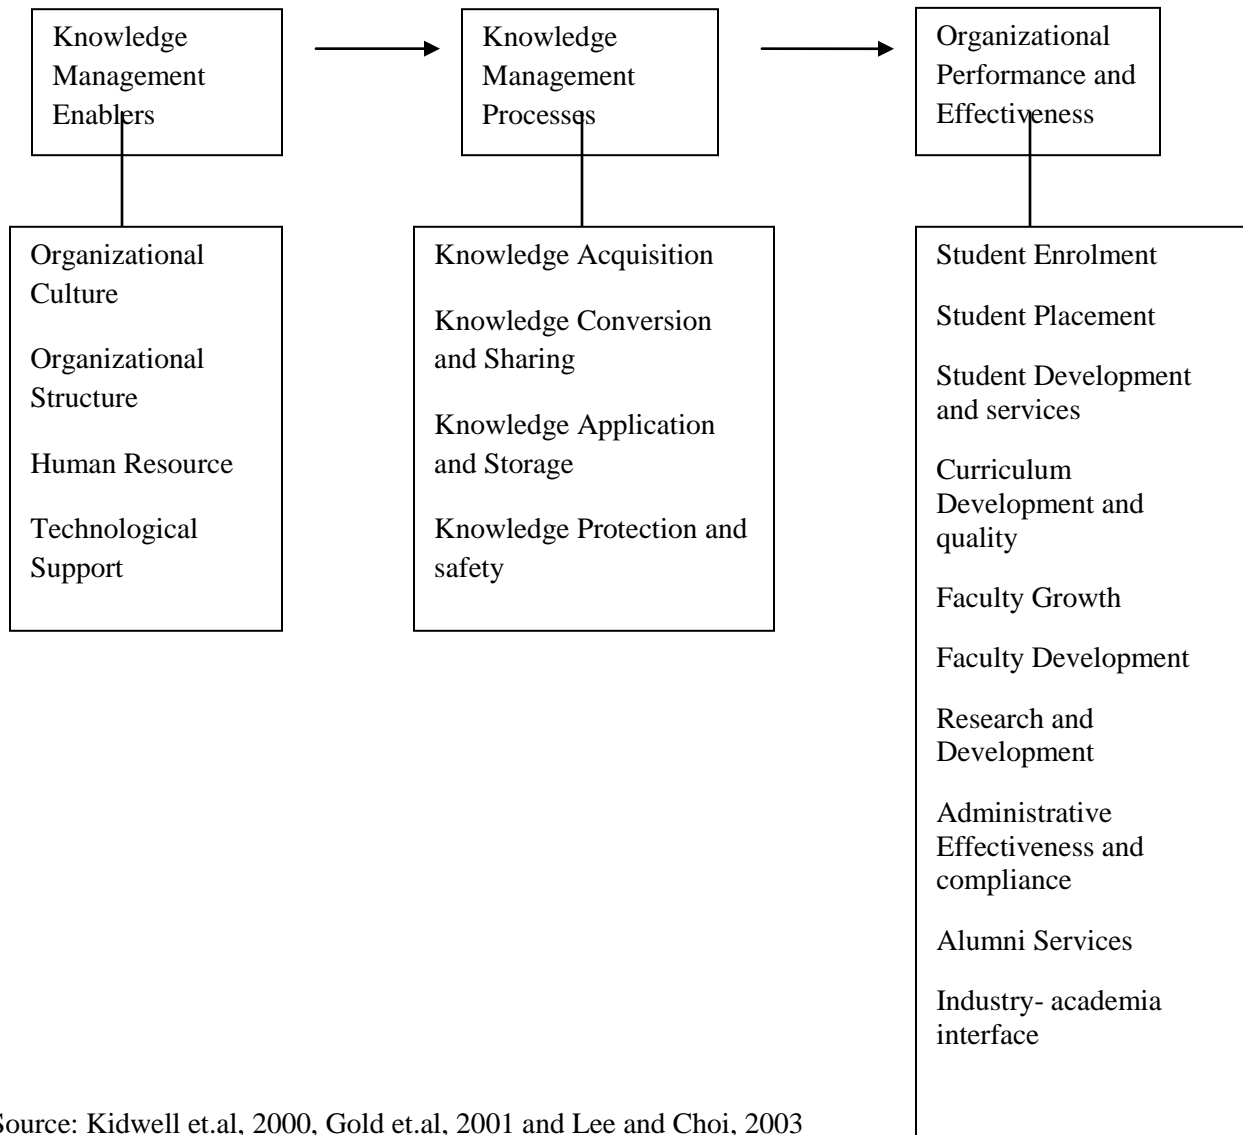 Knowledge
Management
Enablers
Knowledge
Management
Processes
Organizational
Performance and
Effectiveness
Organizational
Culture
Organizational
Structure
Human Resource
Technological
Support
Knowledge Acquisition
Knowledge Conversion
and Sharing
Knowledge Application
and Storage
Knowledge Protection and
safety
Student Enrolment
Student Placement
Student Development
and services
Curriculum
Development and
quality
Faculty Growth
Faculty Development
Research and
Development
Administrative
Effectiveness and
compliance
Alumni Services
Industry- academia
interface
Source: Kidwell et.al, 2000, Gold et.al, 2001 and Lee and Choi, 2003